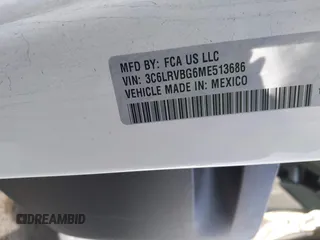 MFD BY: FCA US LLC
VIN: 3C6LRVBG6ME513686
VEHICLE MADE IN: MEXICO
DREAMBID